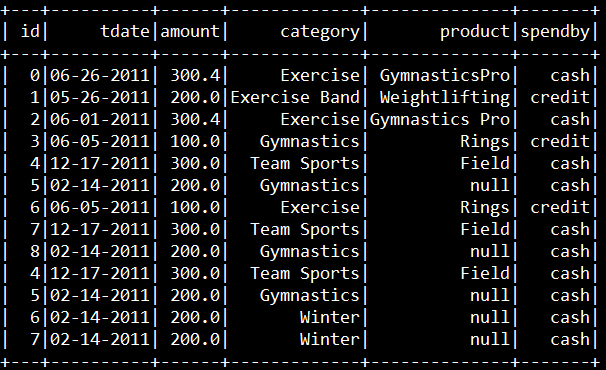 +---+----------+------+-------------+--------------+-------+
| id|     tdate|amount|     category|       product|spendby|
+---+----------+------+-------------+--------------+-------+
|  0|06-26-2011| 300.4|     Exercise| GymnasticsPro|   cash|
|  1|05-26-2011| 200.0|Exercise Band| Weightlifting| credit|
|  2|06-01-2011| 300.4|     Exercise|Gymnastics Pro|   cash|
|  3|06-05-2011| 100.0|   Gymnastics|         Rings| credit|
|  4|12-17-2011| 300.0|  Team Sports|         Field|   cash|
|  5|02-14-2011| 200.0|   Gymnastics|          null|   cash|
|  6|06-05-2011| 100.0|     Exercise|         Rings| credit|
|  7|12-17-2011| 300.0|  Team Sports|         Field|   cash|
|  8|02-14-2011| 200.0|   Gymnastics|          null|   cash|
|  4|12-17-2011| 300.0|  Team Sports|         Field|   cash|
|  5|02-14-2011| 200.0|   Gymnastics|          null|   cash|
|  6|02-14-2011| 200.0|       Winter|          null|   cash|
|  7|02-14-2011| 200.0|       Winter|          null|   cash|
+---+----------+------+-------------+--------------+-------+